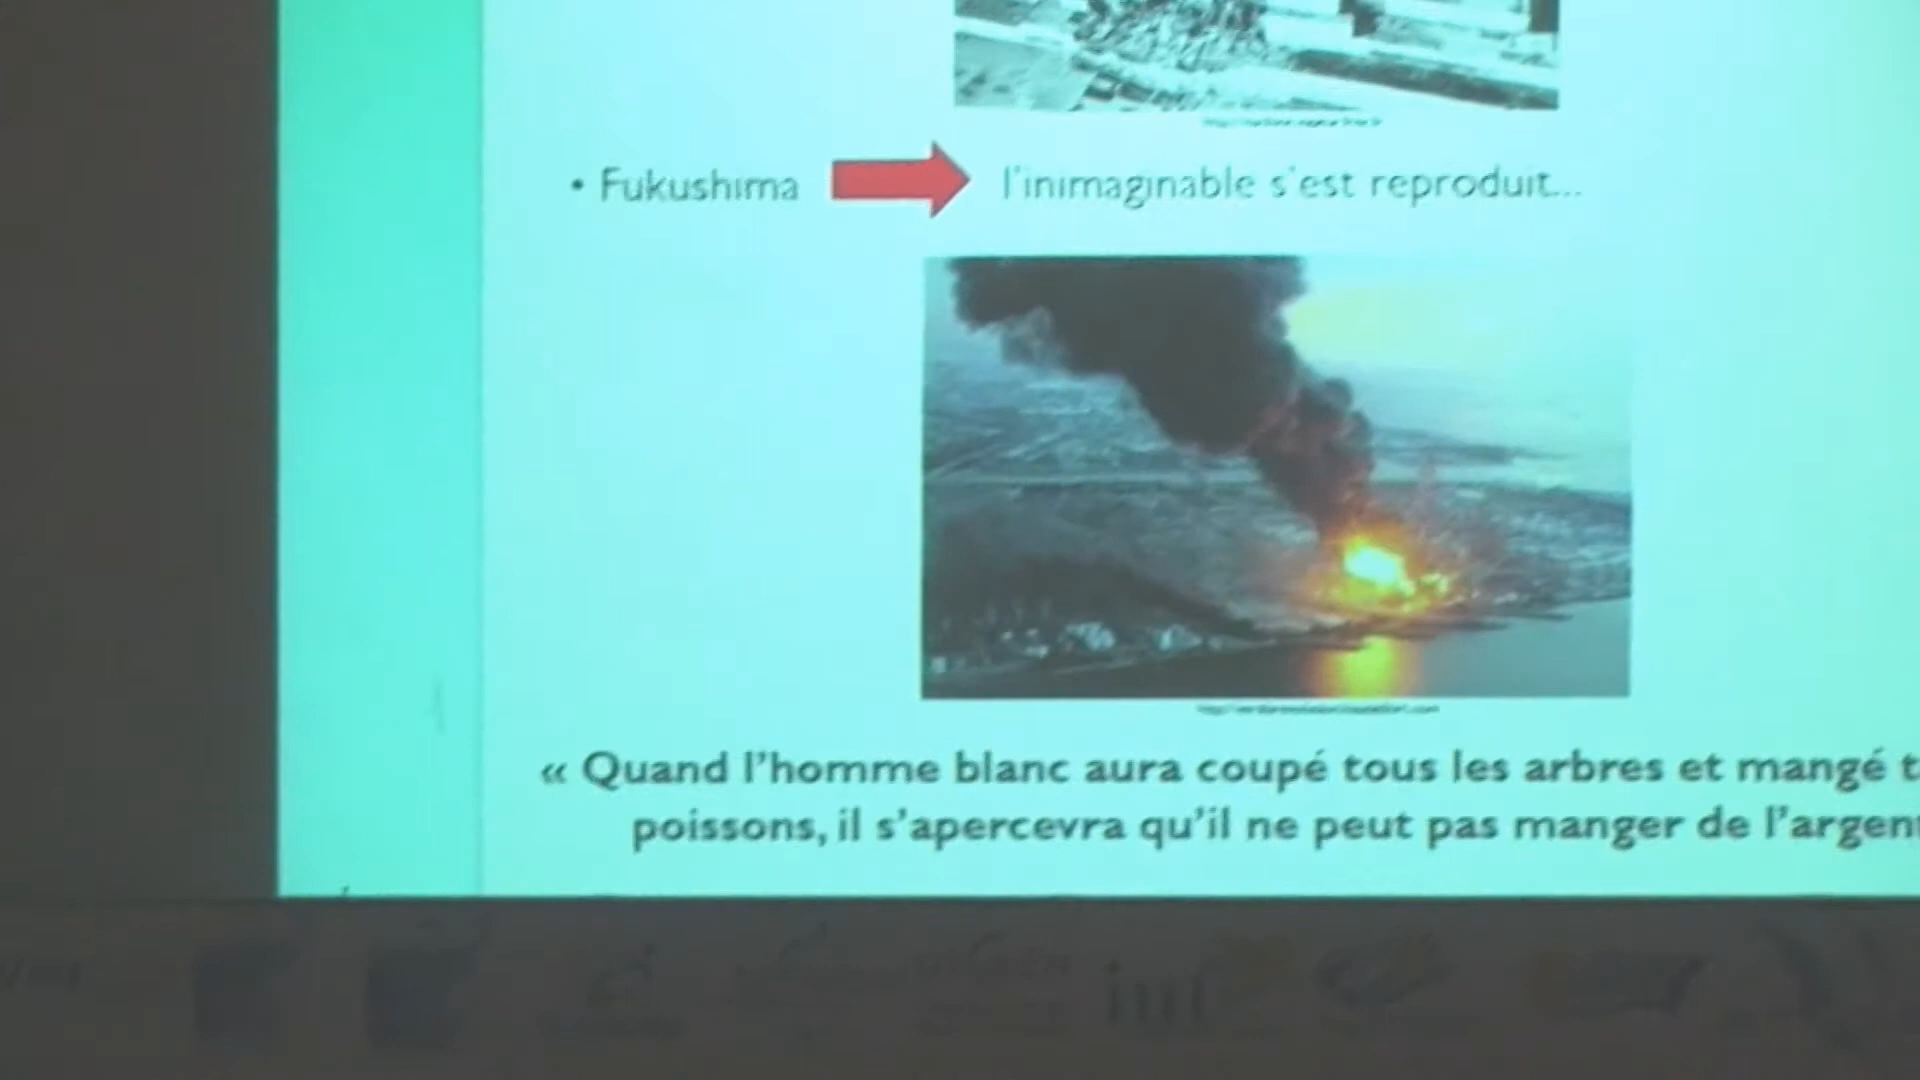 • Fukushima l'inimaginable s'est reproduit...
« Quand l'homme blanc aura coupé tous les arbres et mangé t
poissons, il s'apercevra qu'il ne peut pas manger de l'argent